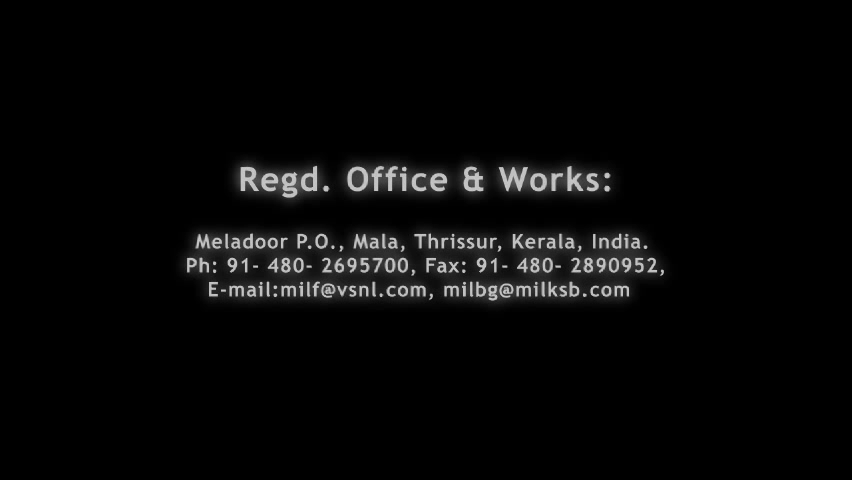 Regd. Office & Works:
Meladoor P.O., Mala, Thrissur, Kerala, India.
Ph: 91- 480- 2695700, Fax: 91- 480- 2890952,
E-mail:milf@vsnl.com, milbg@milksb.com